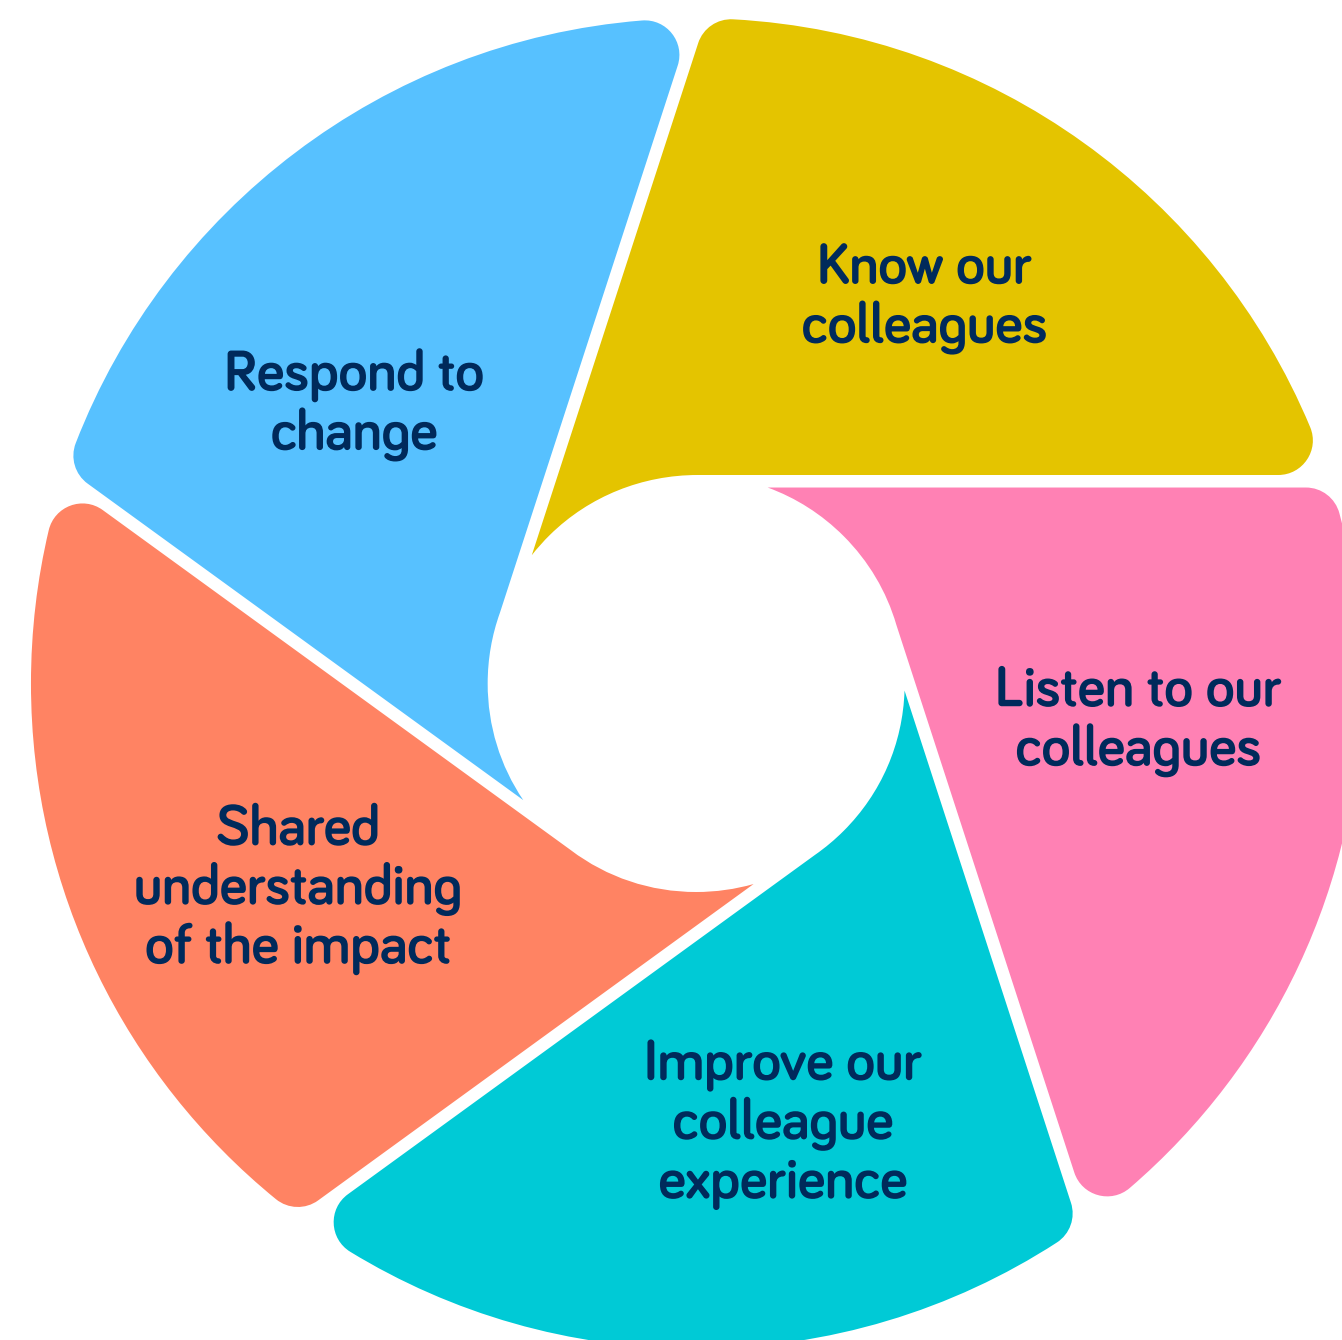 Know our
colleagues
Listen to our
colleagues
Improve our
colleague
experience
Shared
understanding
of the impact
Respond to
change